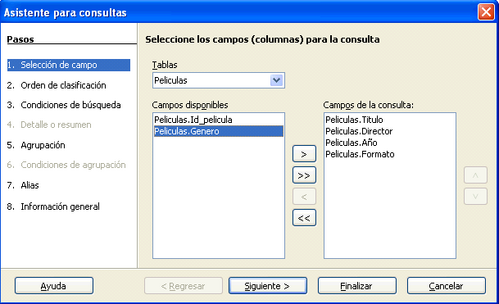 Asistente para consultas
Pasos
1. Selección de campo
2. Orden de clasificación
3. Condiciones de búsqueda
4. Detalle o resumen
5. Agrupación
6. Condiciones de agrupación
7. Alias
8. Información general
Seleccione los campos (columnas) para la consulta
Tablas
Peliculas
Campos disponibles
Peliculas.Id_pelicula
Peliculas.Genero
>
>>
<
<<
Campos de la consulta:
Peliculas.Titulo
Peliculas.Director
Peliculas.Año
Peliculas.Formato
Ayuda
< Regresar
Siguiente >
Finalizar
Cancelar